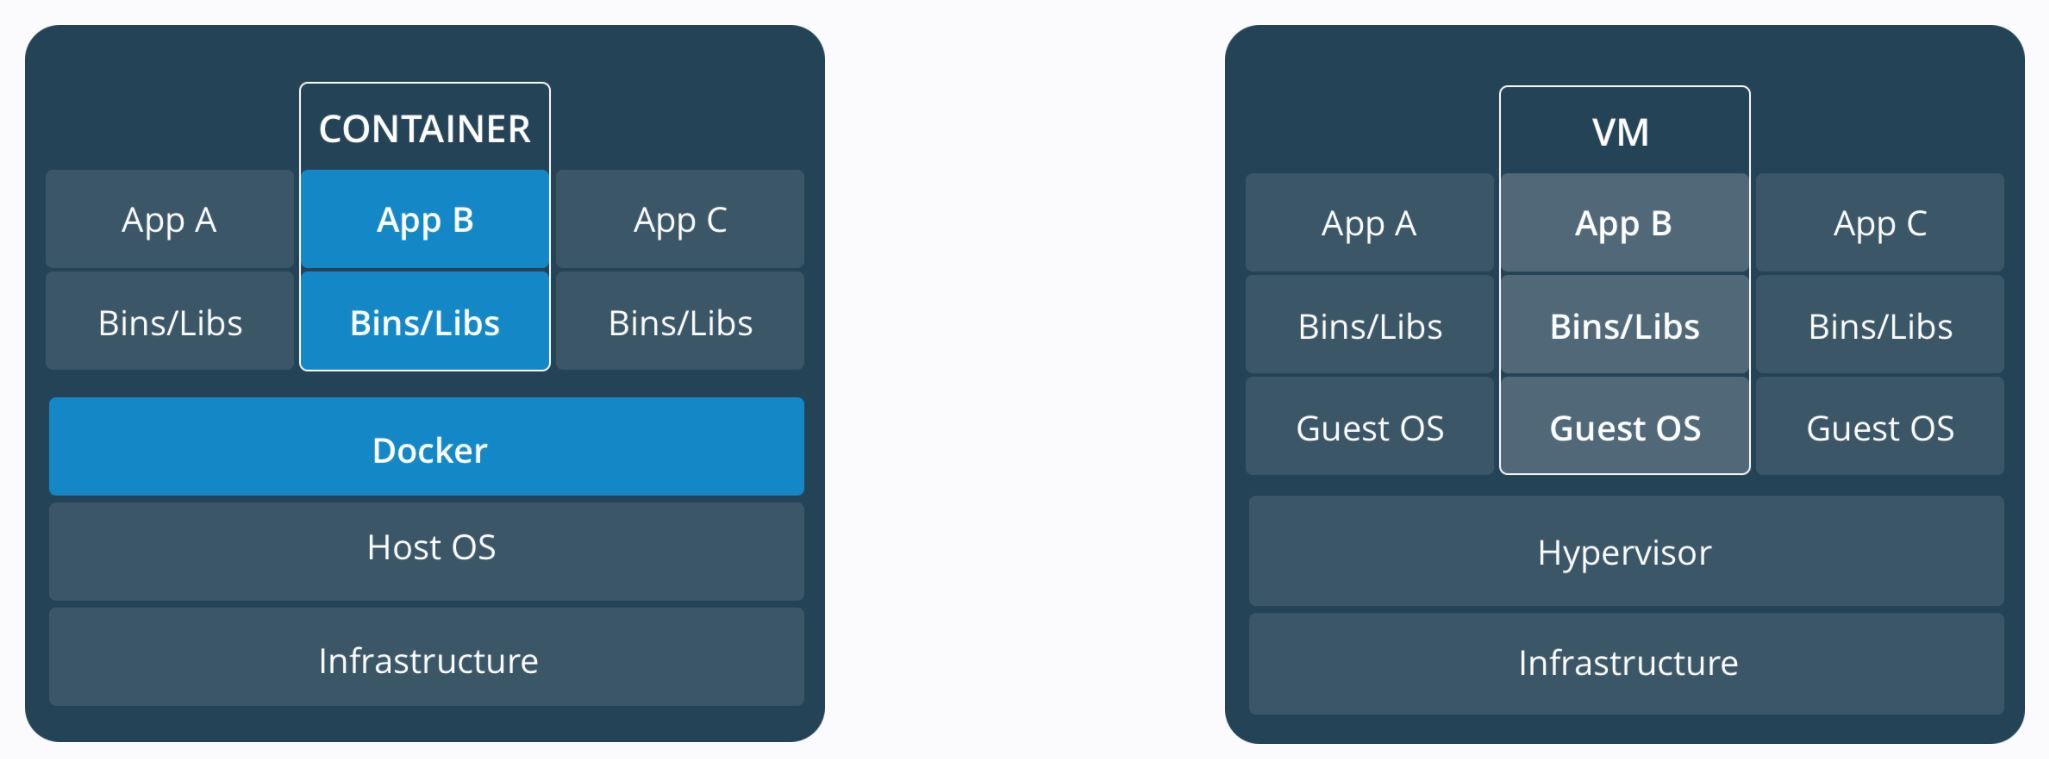 CONTAINER
App A
App B
App C
Bins/Libs
Bins/Libs
Bins/Libs
Docker
Host OS
Infrastructure
VM
App A
App B
App C
Bins/Libs
Bins/Libs
Bins/Libs
Guest OS
Guest OS
Guest OS
Hypervisor
Infrastructure